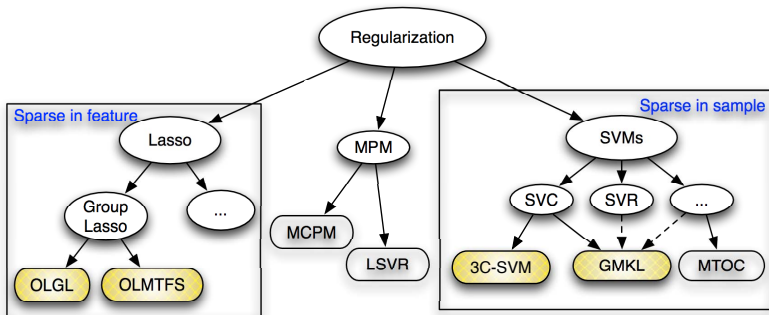 Regularization
Sparse in feature
Sparse in sample
Lasso
MPM
SVMs
Group
Lasso
...
SVC
SVR
...
MCPM
LSVR
OLGL
OLMTFS
3C-SVM
GMKL
MTOC